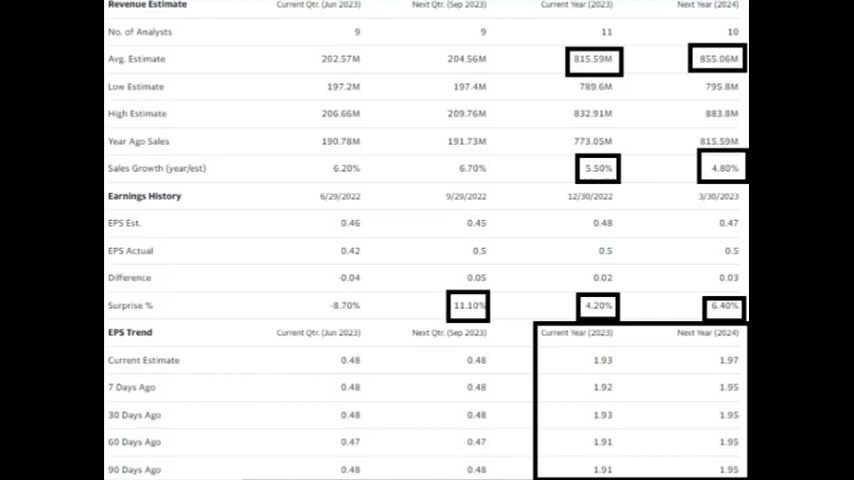 Revenue Estimate Current Qtr. (Jun 2023) Next Qtr. (Sep 2023) Current Year (2023) Next Year (2024)
No. of Analysts 9 9 11 10
Avg. Estimate 202.57M 204.56M 815.59M 855.06M
Low Estimate 197.2M 197.4M 789.6M 795.8M
High Estimate 206.66M 209.76M 832.91M 883.8M
Year Ago Sales 190.78M 191.73M 773.05M 815.59M
Sales Growth (year/est) 6.20% 6.70% 5.50% 4.80%
Earnings History 6/29/2022 9/29/2022 12/30/2022 3/30/2023
EPS Est. 0.46 0.45 0.48 0.47
EPS Actual 0.42 0.5 0.5 0.5
Difference -0.04 0.05 0.02 0.03
Surprise % -8.70% 11.10% 4.20% 6.40%
EPS Trend Current Qtr. (Jun 2023) Next Qtr. (Sep 2023) Current Year (2023) Next Year (2024)
Current Estimate 0.48 0.48 1.93 1.97
7 Days Ago 0.48 0.48 1.92 1.95
30 Days Ago 0.48 0.48 1.93 1.95
60 Days Ago 0.47 0.47 1.91 1.95
90 Days Ago 0.48 0.48 1.91 1.95